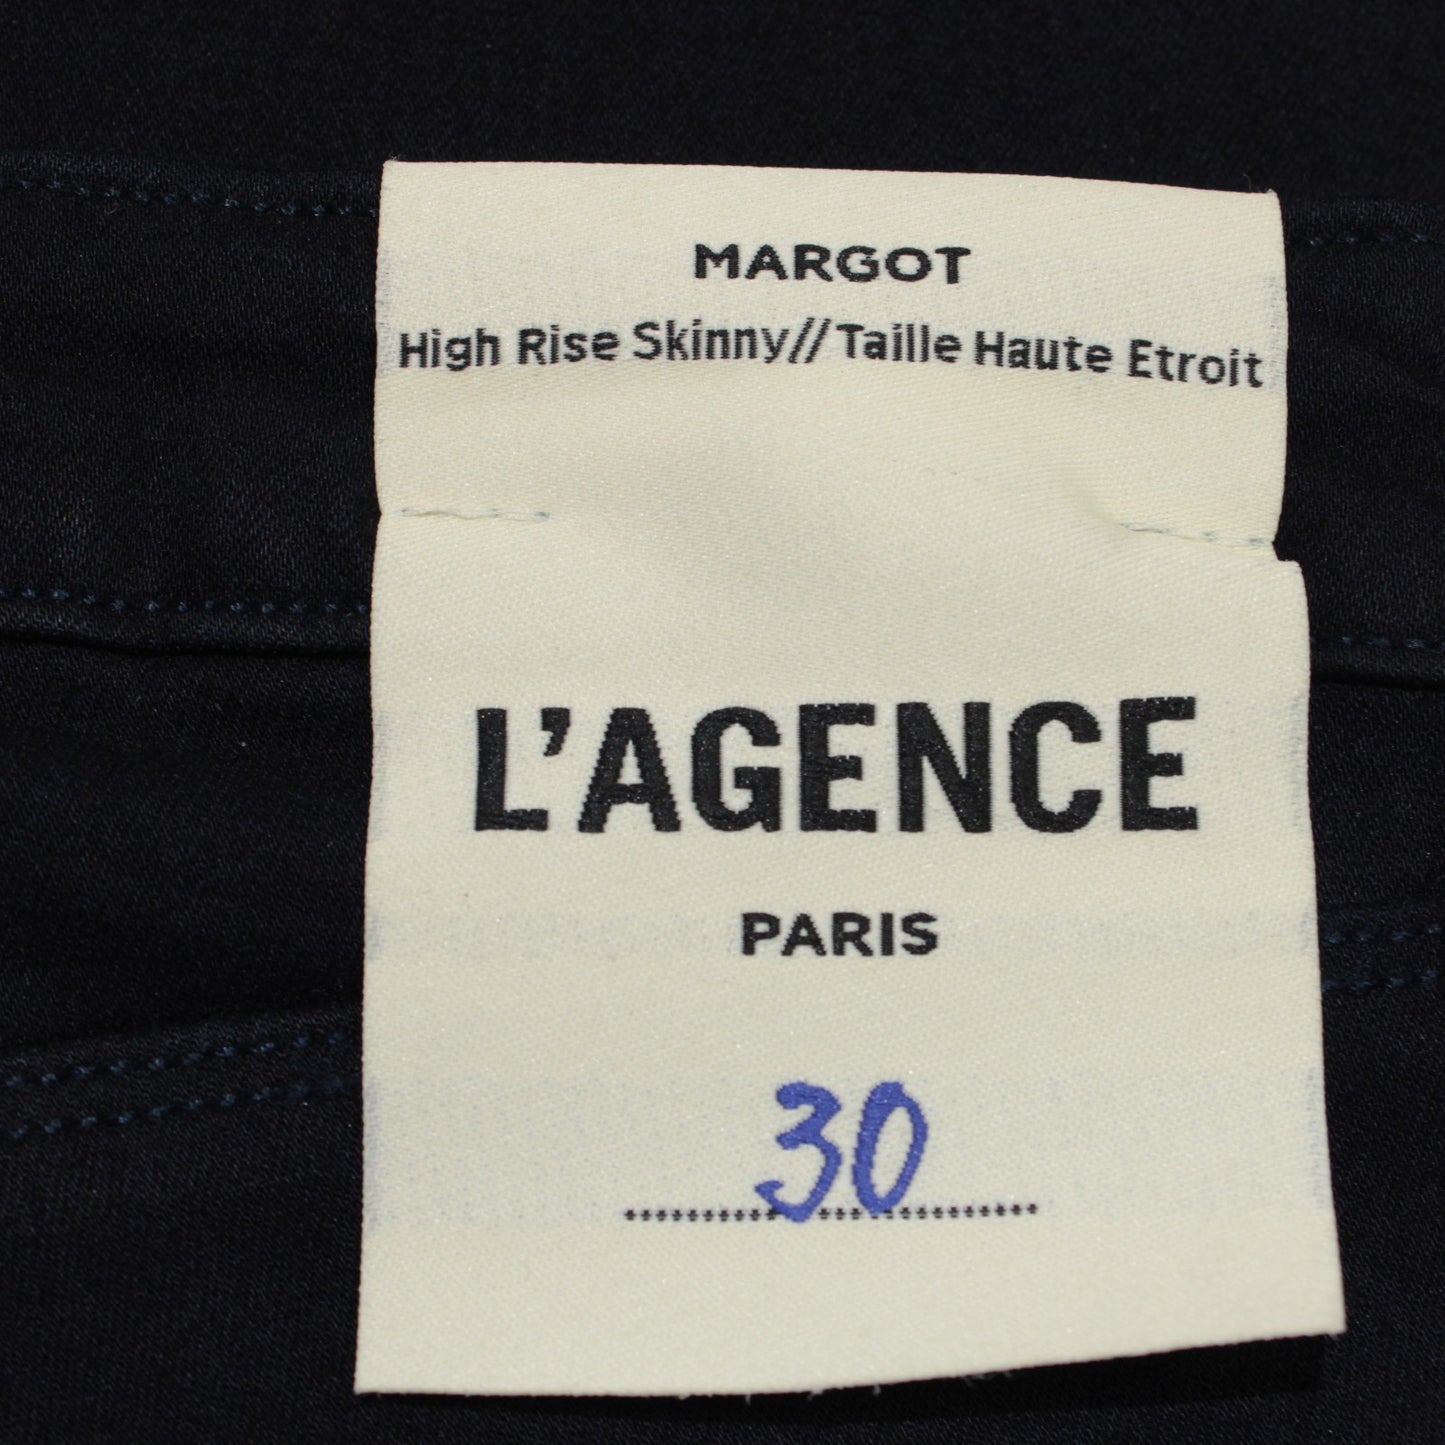 MARGOT
High Rise Skinny//Taille Haute Etroit
L'AGENCE
PARIS
30